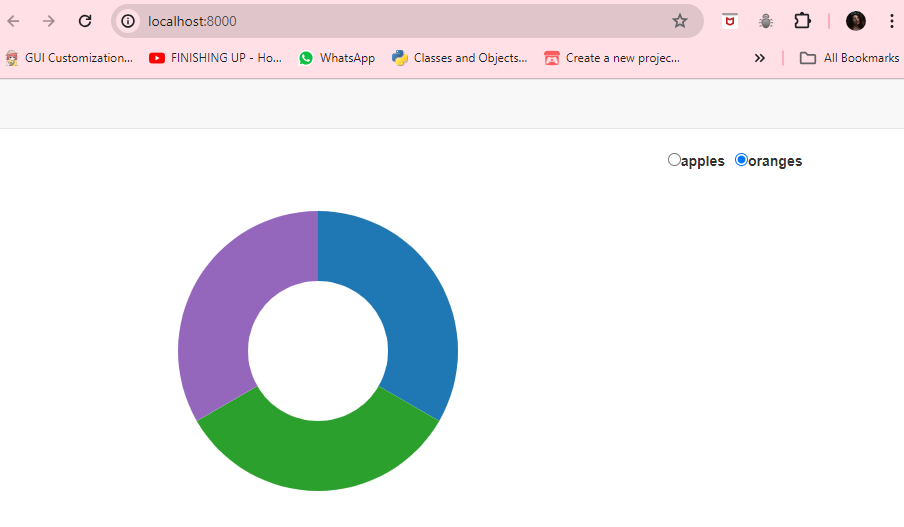 localhost:8000
GUI Customization... FINISHING UP - Ho... WhatsApp Classes and Objects... Create a new projec... » All Bookmarks
apples oranges